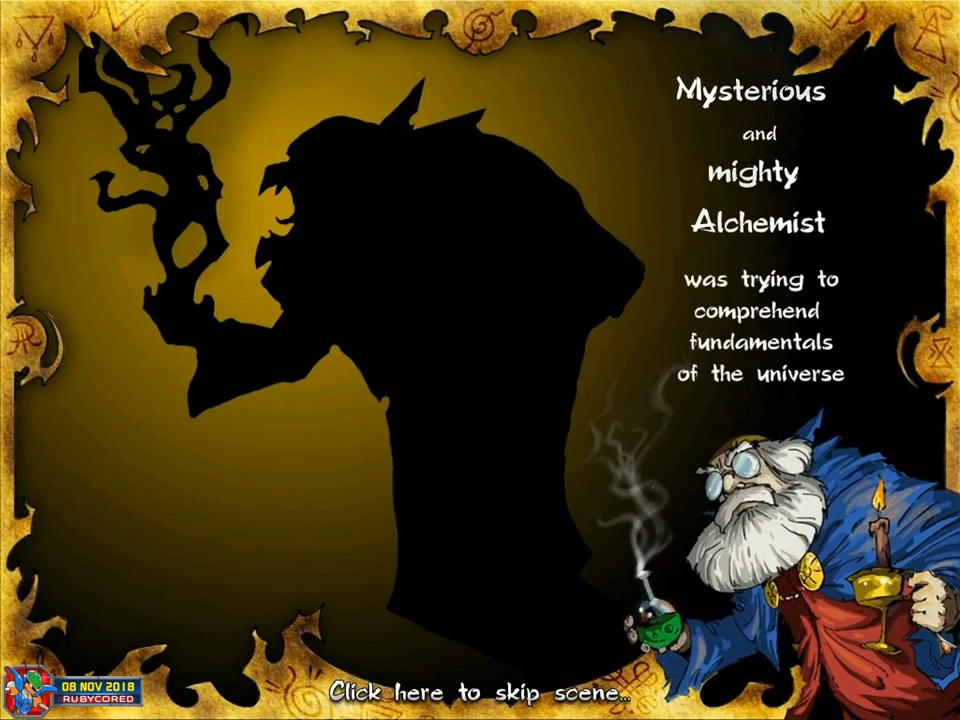 Mysterious
and
mighty
Alchemist
was trying to
comprehend
fundamentals
of the universe
Click here to skip scene...
08 NOV 2018
RUBYCORED